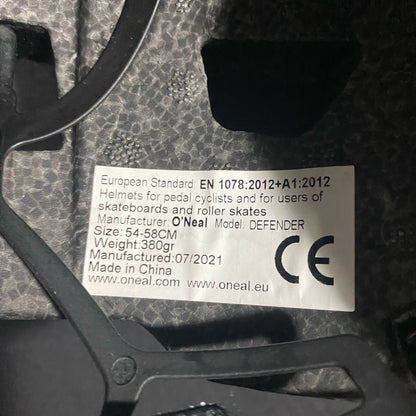 European Standard: EN 1078:2012+A1:2012
Helmets for pedal cyclists and for users of
skateboards and roller skates
Manufacturer: O'Neal Model: DEFENDER
Size: 54-58CM
Weight:380gr
Manufactured:07/2021
Made in China
www.oneal.com www.oneal.eu
CE